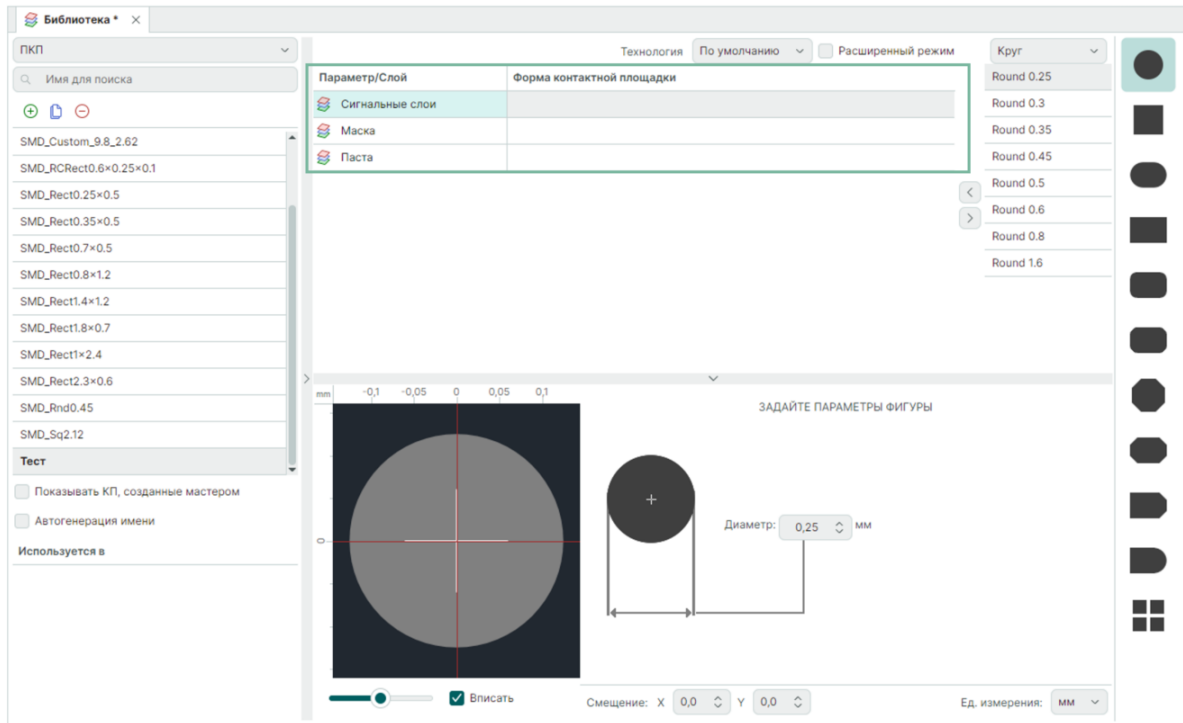 Библиотека *
ПКП
Имя для поиска
SMD_Custom_9.8_2.62
SMD_RCRect0.6×0.25×0.1
SMD_Rect0.25×0.5
SMD_Rect0.35×0.5
SMD_Rect0.7×0.5
SMD_Rect0.8×1.2
SMD_Rect1.4×1.2
SMD_Rect1.8×0.7
SMD_Rect1×2.4
SMD_Rect2.3×0.6
SMD_Rnd0.45
SMD_Sq2.12
Тест
Показывать КП, созданные мастером
Автогенерация имени
Используется в
Технология По умолчанию Расширенный режим
Параметр/Слой Форма контактной площадки
Сигнальные слои
Маска
Паста
Круг
Round 0.25
Round 0.3
Round 0.35
Round 0.45
Round 0.5
Round 0.6
Round 0.8
Round 1.6
mm -0,1 -0,05 0 0,05 0,1
0
Вписать
ЗАДАЙТЕ ПАРАМЕТРЫ ФИГУРЫ
Диаметр: 0,25 мм
Смещение: X 0,0 Y 0,0
Ед. измерения: мм